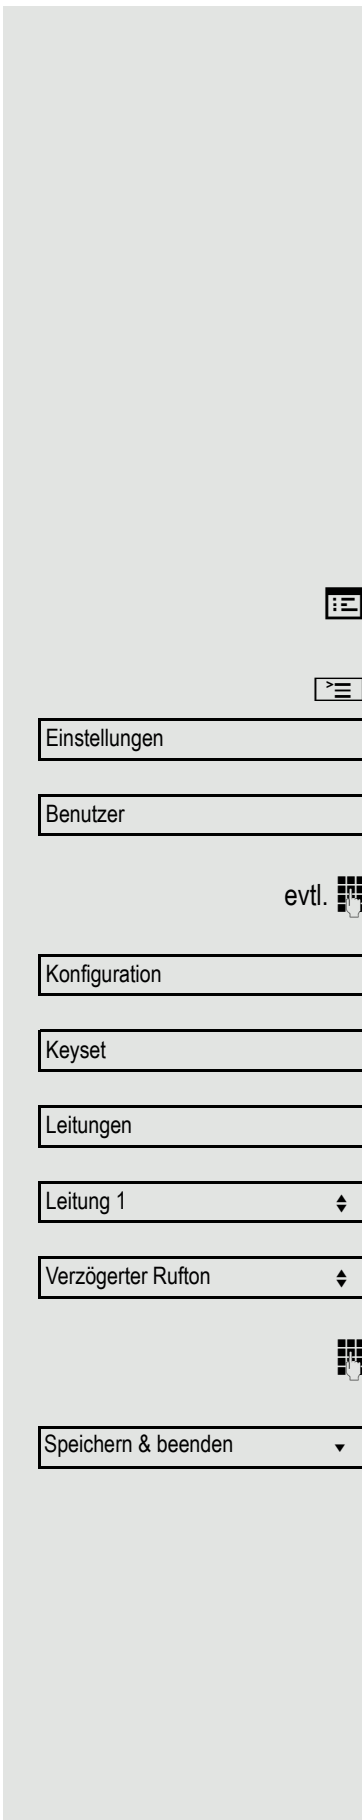 Einstellungen
Benutzer
evtl.
Konfiguration
Keyset
Leitungen
Leitung 1
Verzögerter Rufton
Speichern & beenden